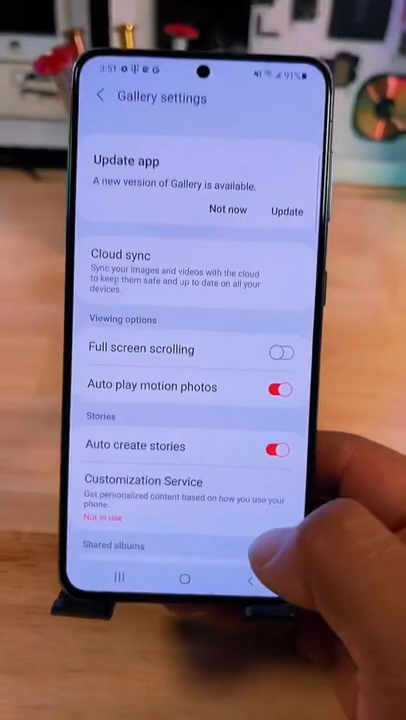 3:51
91%
Gallery settings
Update app
A new version of Gallery is available.
Not now Update
Cloud sync
Sync your images and videos with the cloud
to keep them safe and up to date on all your
devices.
Viewing options
Full screen scrolling
Auto play motion photos
Stories
Auto create stories
Customization Service
Get personalized content based on how you use your
phone.
Not in use
Shared albums